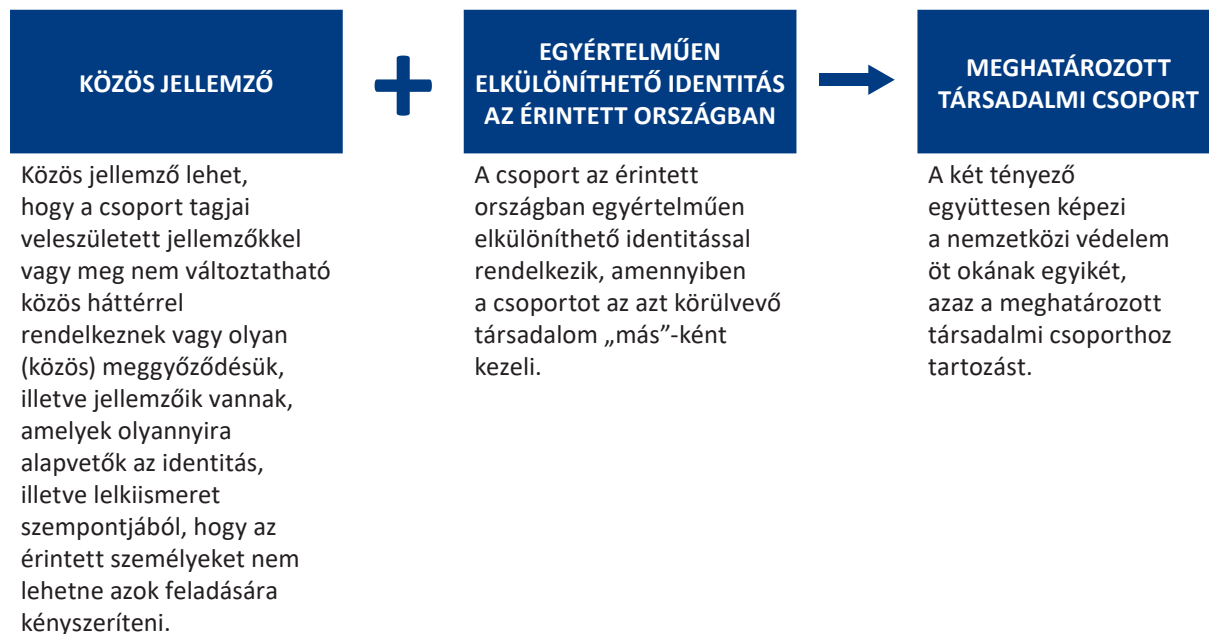 KÖZÖS JELLEMZŐ
Közös jellemző lehet,
hogy a csoport tagjai
veleszületett jellemzőkkel
vagy meg nem változtatható
közös háttérrel
rendelkeznek vagy olyan
(közös) meggyőződésük,
illetve jellemzőik vannak,
amelyek olyannyira
alapvetők az identitás,
illetve lelkiismeret
szempontjából, hogy az
érintett személyeket nem
lehetne azok feladására
kényszeríteni.
+
EGYÉRTELMŰEN
ELKÜLÖNÍTHETŐ IDENTITÁS
AZ ÉRINTETT ORSZÁGBAN
A csoport az érintett
országban egyértelműen
elkülöníthető identitással
rendelkezik, amennyiben
a csoportot az azt körülvevő
társadalom „más”-ként
kezeli.
MEGHATÁROZOTT
TÁRSADALMI CSOPORT
A két tényező
együttesen képezi
a nemzetközi védelem
öt okának egyikét,
azaz a meghatározott
társadalmi csoporthoz
tartozást.